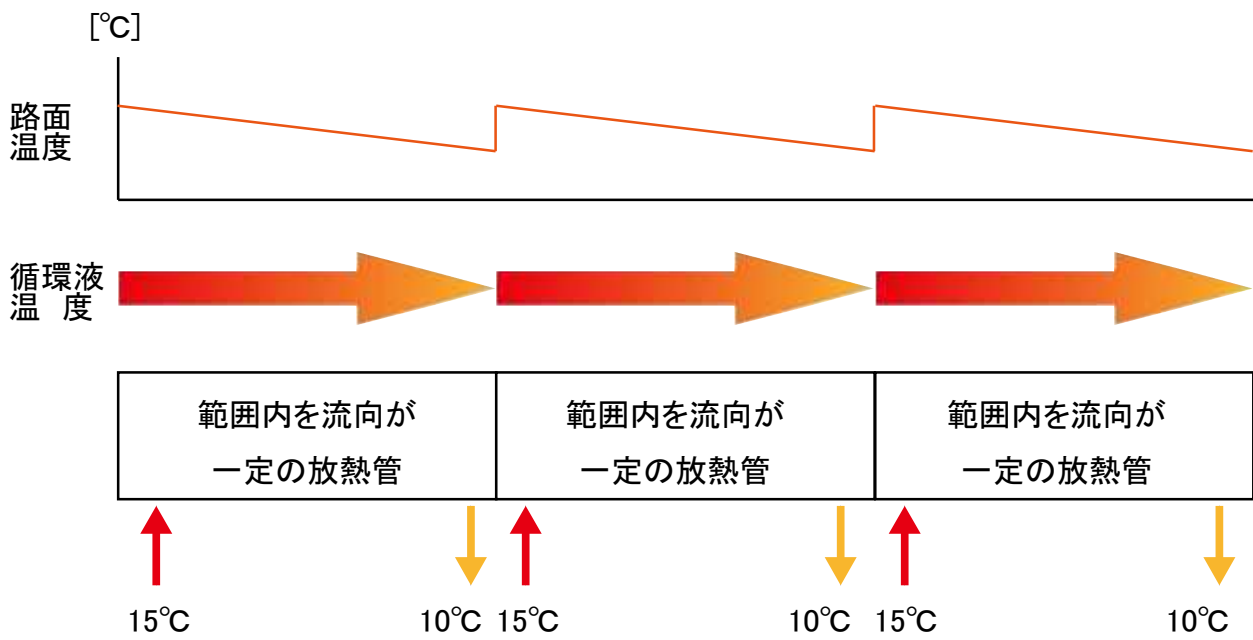 [℃]
路面
温度
循環液
温 度
範囲内を流向が
一定の放熱管
範囲内を流向が
一定の放熱管
範囲内を流向が
一定の放熱管
15℃
10℃
15℃
10℃
15℃
10℃